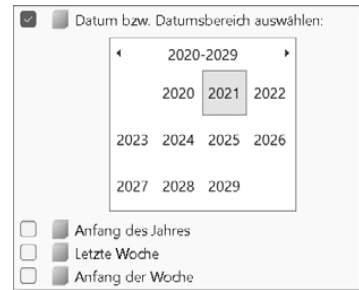 Datum bzw. Datumsbereich auswählen:
2020-2029
2020 2021 2022
2023 2024 2025 2026
2027 2028 2029
Anfang des Jahres
Letzte Woche
Anfang der Woche